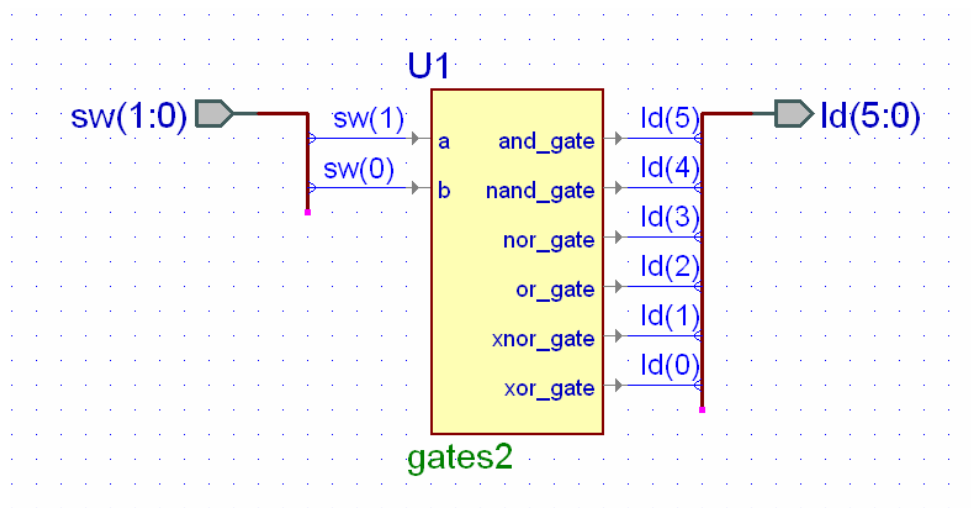 U1
sw(1:0)
sw(1)
sw(0)
a
b
and_gate
nand_gate
nor_gate
or_gate
xnor_gate
xor_gate
ld(5)
ld(4)
ld(3)
ld(2)
ld(1)
ld(0)
ld(5:0)
gates2